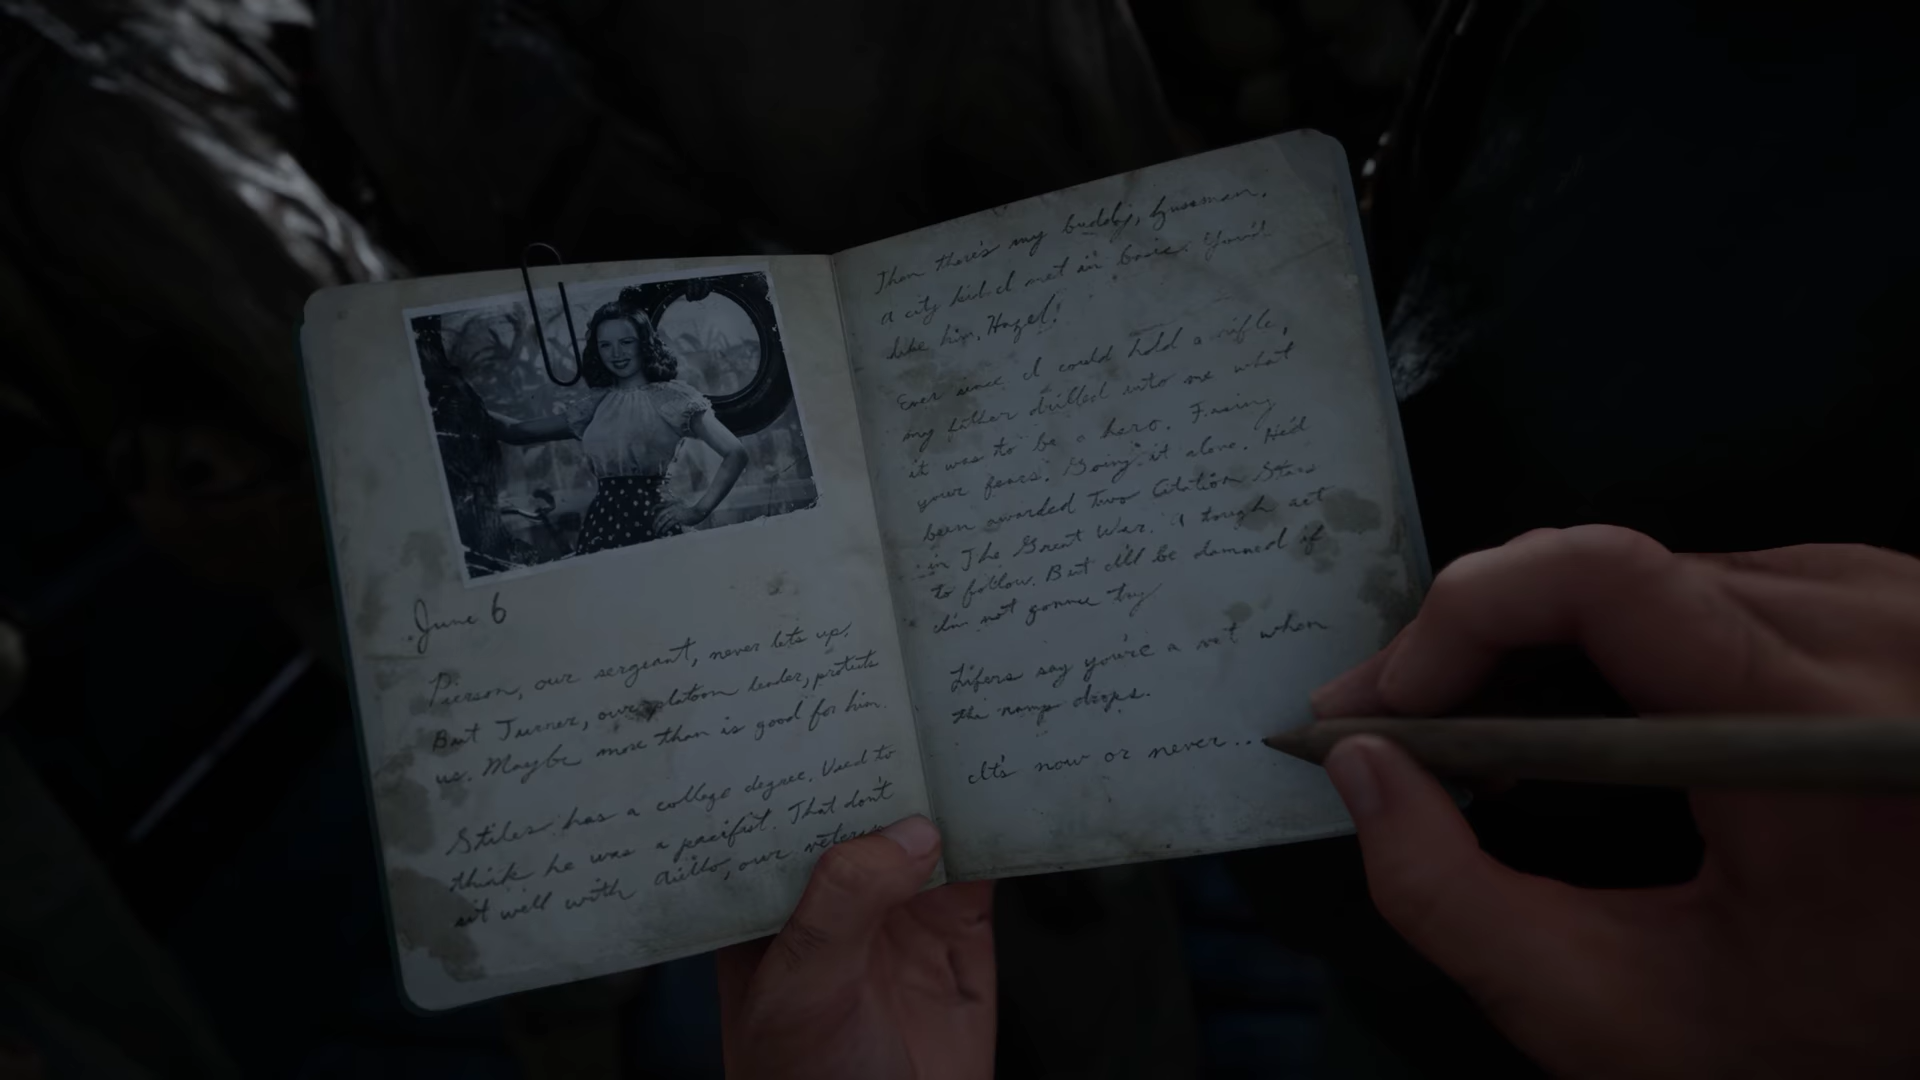 June 6
Pierson, our sergeant, never lets up.
But Turner, our platoon leader, protects
us. Maybe more than is good for him.
Stiles has a college degree. Used to
think he was a pacifist. That don't
sit well with Aiello, our veteran
Then there's my buddy, Zussman.
A city kid I met in basic. You'd
like him, Hazel!
Ever since I could hold a rifle,
my father drilled into me what
it was to be a hero. Facing
your fears. Going it alone. He'd
been awarded Two Citation Stars
in The Great War. A tough act
to follow. But I'll be damned if
I'm not gonna try
Lifers say you're a vet when
the ramp drops.
It's now or never...